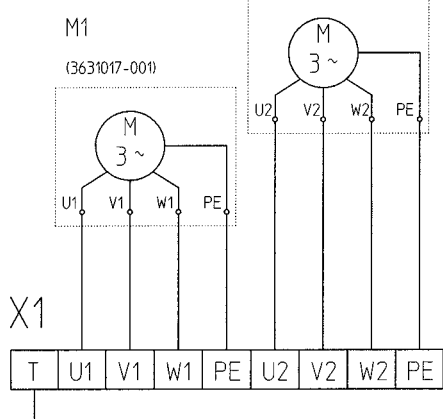 M1
(3631017-001)
M
3 ~
U2 V2 W2 PE
M
3 ~
U1 V1 W1 PE
X1
T U1 V1 W1 PE U2 V2 W2 PE